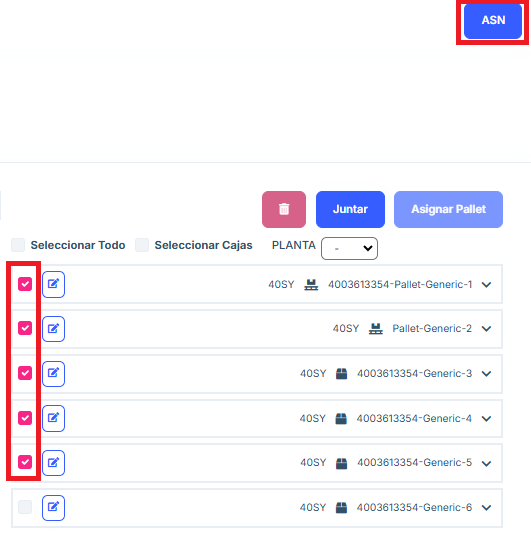 ASN
Juntar Asignar Pallet
Seleccionar Todo Seleccionar Cajas PLANTA -
40SY 4003613354-Pallet-Generic-1
40SY Pallet-Generic-2
40SY 4003613354-Generic-3
40SY 4003613354-Generic-4
40SY 4003613354-Generic-5
40SY 4003613354-Generic-6